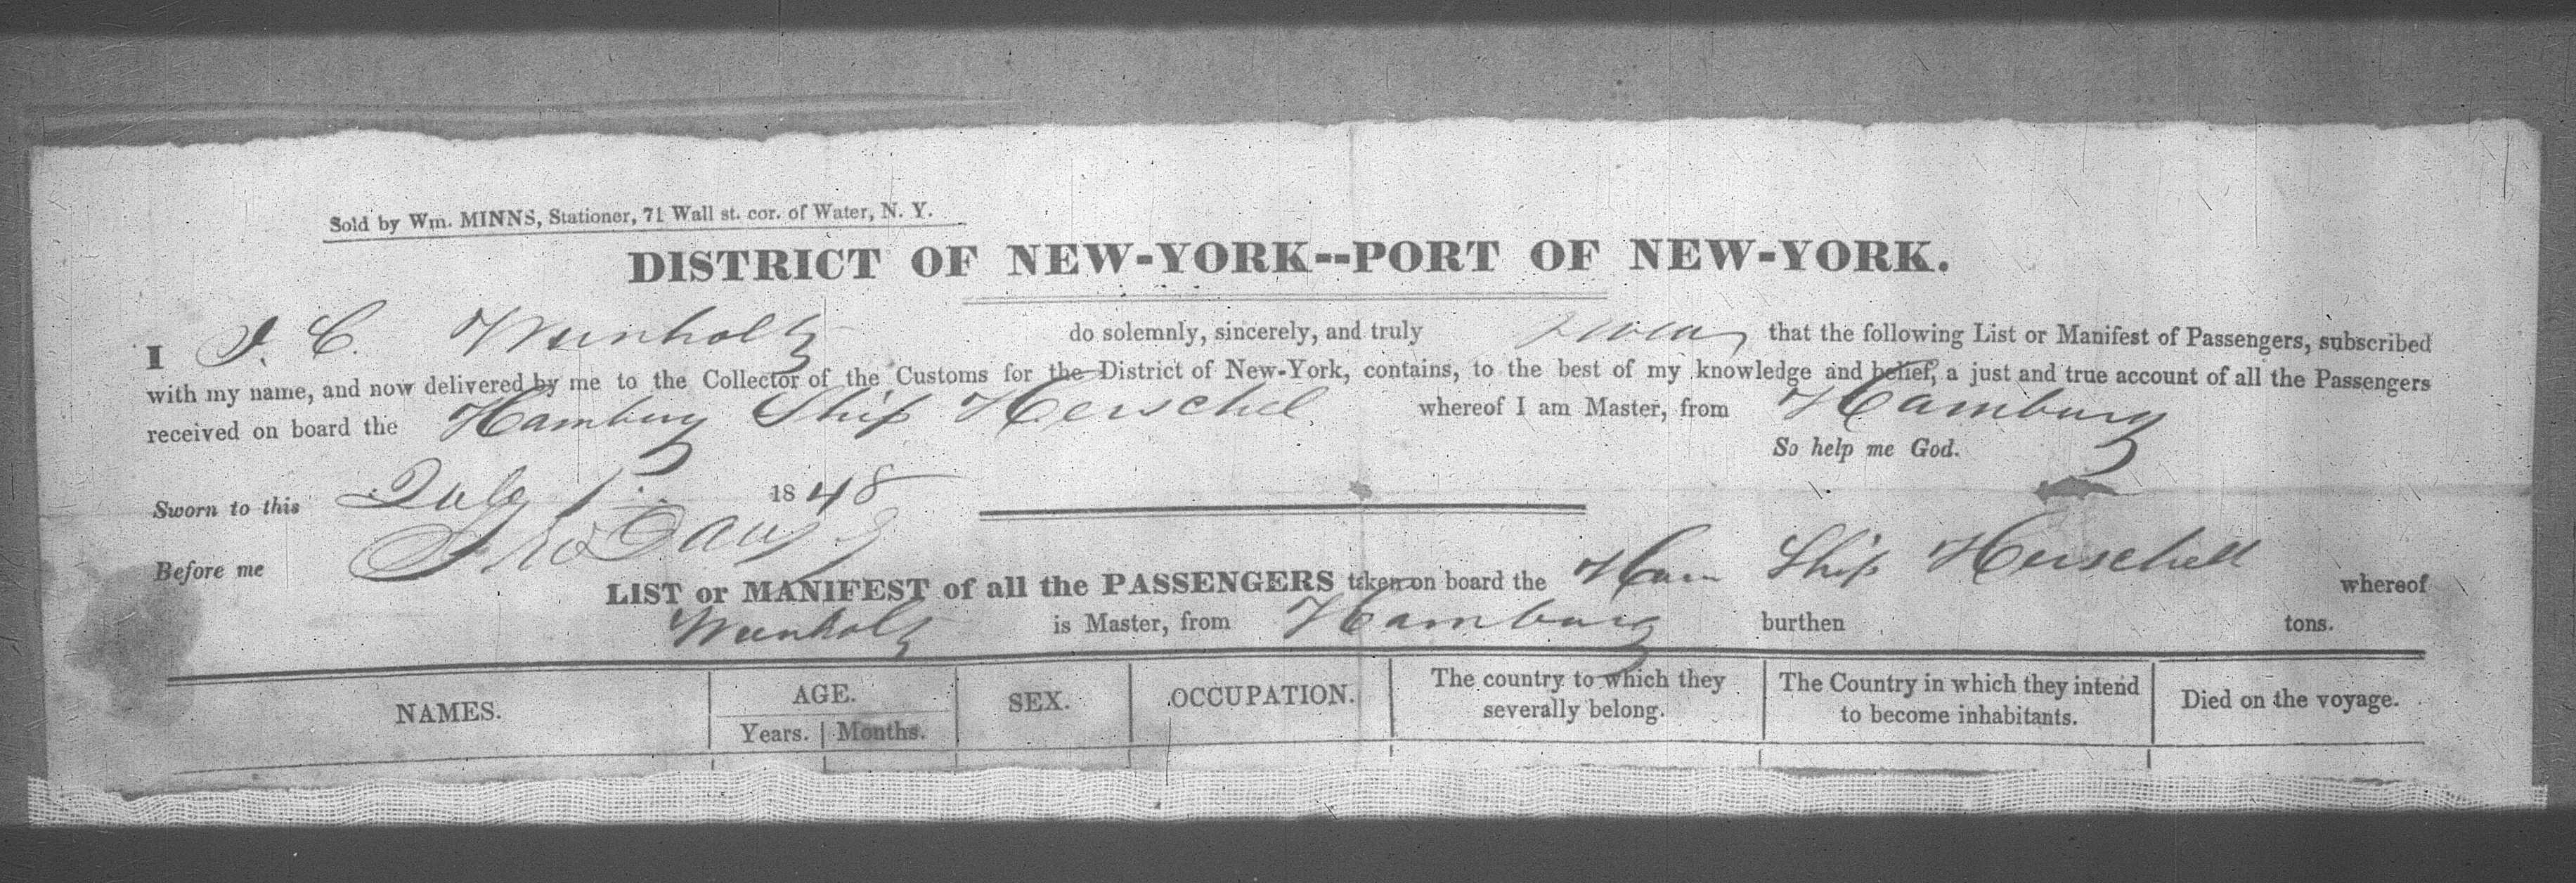 Sold by Wm. MINNS, Stationer, 71 Wall st. cor. of Water, N. Y.
DISTRICT OF NEW-YORK--PORT OF NEW-YORK.
I J. C. Wienholtz do solemnly, sincerely, and truly swear that the following List or Manifest of Passengers, subscribed
with my name, and now delivered by me to the Collector of the Customs for the District of New-York, contains, to the best of my knowledge and belief, a just and true account of all the Passengers
received on board the Hamburg Ship Herschel whereof I am Master, from Hamburg
So help me God.
Sworn to this July 1 1848
Before me
LIST or MANIFEST of all the PASSENGERS taken on board the Ham Ship Herschell whereof
Wienholtz is Master, from Hamburg burthen tons.
NAMES. AGE. SEX. OCCUPATION. The country to which they severally belong. The Country in which they intend to become inhabitants. Died on the voyage.
Years. Months.